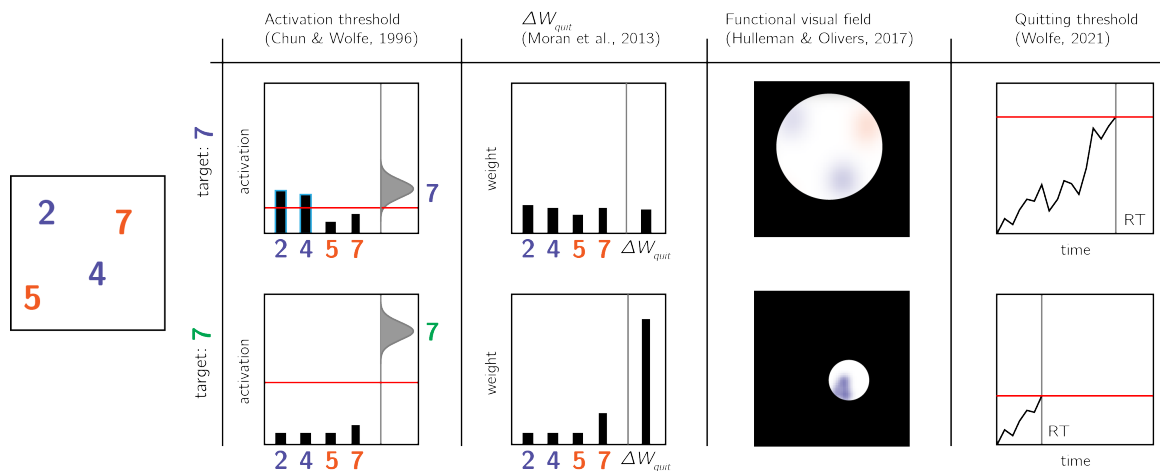 Activation threshold
(Chun & Wolfe, 1996)
ΔW_quit
(Moran et al., 2013)
Functional visual field
(Hulleman & Olivers, 2017)
Quitting threshold
(Wolfe, 2021)
2
7
4
5
target: 7
activation
7
2 4 5 7
weight
2 4 5 7 ΔW_quit
RT
time
target: 7
activation
7
2 4 5 7
weight
2 4 5 7 ΔW_quit
RT
time